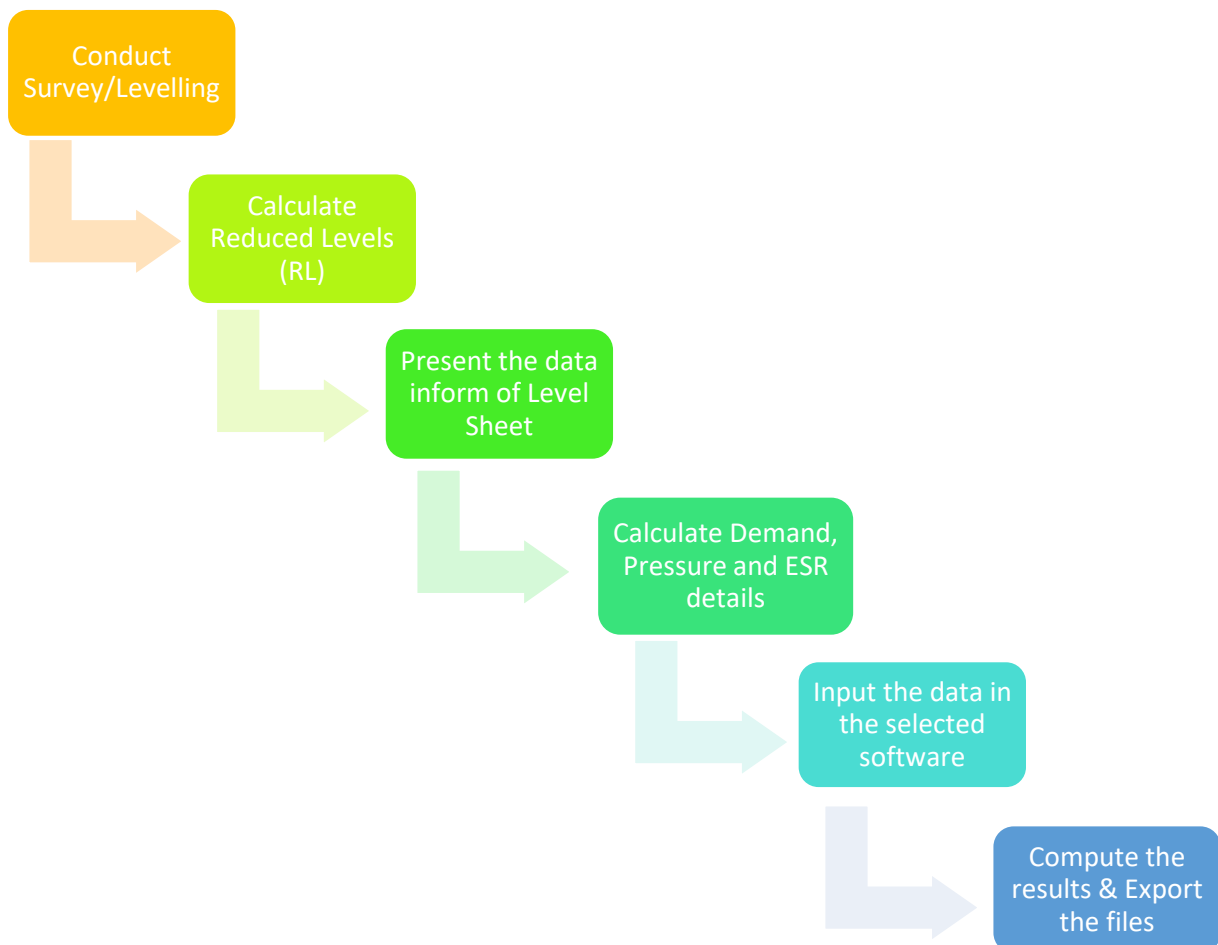 Conduct
Survey/Levelling
Calculate
Reduced Levels
(RL)
Present the data
inform of Level
Sheet
Calculate Demand,
Pressure and ESR
details
Input the data in
the selected
software
Compute the
results & Export
the files